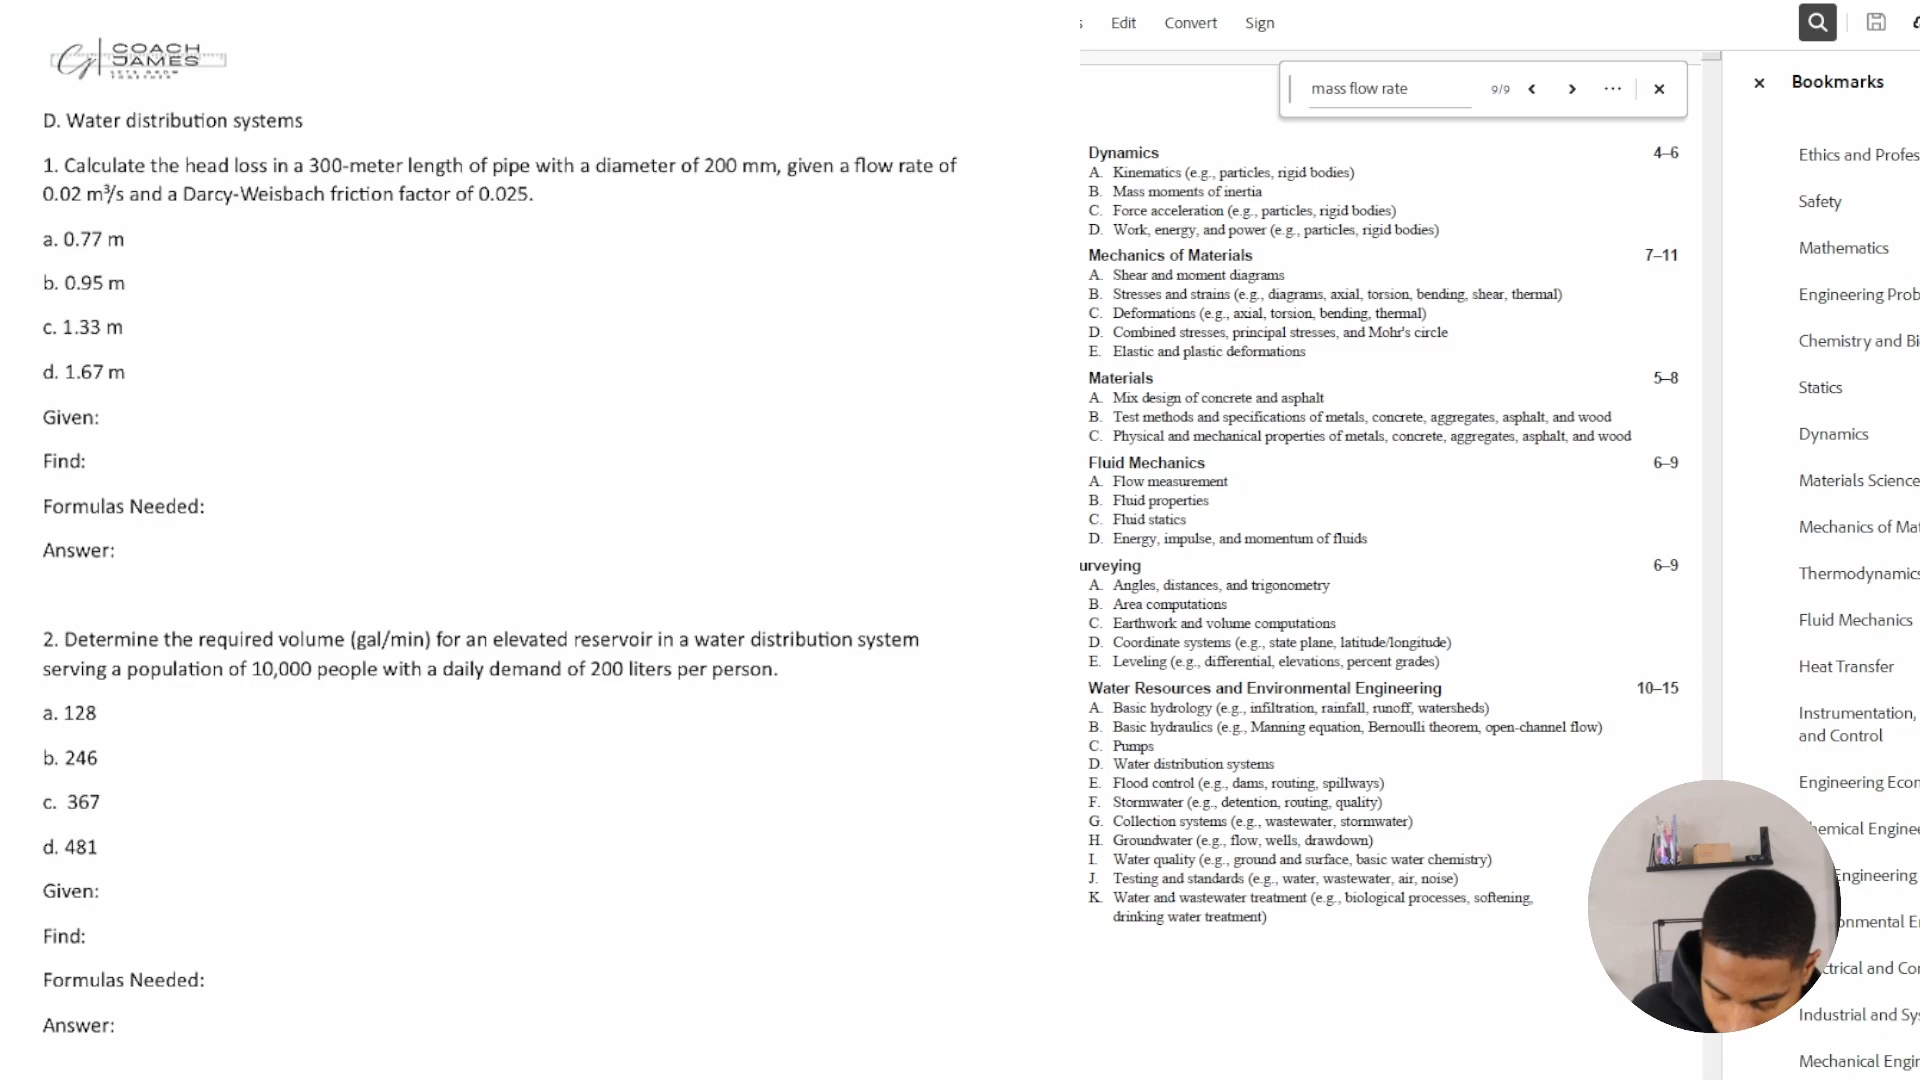 COACH
JAMES
LETS GROW
TOGETHER
D. Water distribution systems
1. Calculate the head loss in a 300-meter length of pipe with a diameter of 200 mm, given a flow rate of
0.02 m³/s and a Darcy-Weisbach friction factor of 0.025.
a. 0.77 m
b. 0.95 m
c. 1.33 m
d. 1.67 m
Given:
Find:
Formulas Needed:
Answer:
2. Determine the required volume (gal/min) for an elevated reservoir in a water distribution system
serving a population of 10,000 people with a daily demand of 200 liters per person.
a. 128
b. 246
c. 367
d. 481
Given:
Find:
Formulas Needed:
Answer:
Edit Convert Sign
mass flow rate 9/9
Dynamics 4–6
A. Kinematics (e.g., particles, rigid bodies)
B. Mass moments of inertia
C. Force acceleration (e.g., particles, rigid bodies)
D. Work, energy, and power (e.g., particles, rigid bodies)
Mechanics of Materials 7–11
A. Shear and moment diagrams
B. Stresses and strains (e.g., diagrams, axial, torsion, bending, shear, thermal)
C. Deformations (e.g., axial, torsion, bending, thermal)
D. Combined stresses, principal stresses, and Mohr's circle
E. Elastic and plastic deformations
Materials 5–8
A. Mix design of concrete and asphalt
B. Test methods and specifications of metals, concrete, aggregates, asphalt, and wood
C. Physical and mechanical properties of metals, concrete, aggregates, asphalt, and wood
Fluid Mechanics 6–9
A. Flow measurement
B. Fluid properties
C. Fluid statics
D. Energy, impulse, and momentum of fluids
urveying 6–9
A. Angles, distances, and trigonometry
B. Area computations
C. Earthwork and volume computations
D. Coordinate systems (e.g., state plane, latitude/longitude)
E. Leveling (e.g., differential, elevations, percent grades)
Water Resources and Environmental Engineering 10–15
A. Basic hydrology (e.g., infiltration, rainfall, runoff, watersheds)
B. Basic hydraulics (e.g., Manning equation, Bernoulli theorem, open-channel flow)
C. Pumps
D. Water distribution systems
E. Flood control (e.g., dams, routing, spillways)
F. Stormwater (e.g., detention, routing, quality)
G. Collection systems (e.g., wastewater, stormwater)
H. Groundwater (e.g., flow, wells, drawdown)
I. Water quality (e.g., ground and surface, basic water chemistry)
J. Testing and standards (e.g., water, wastewater, air, noise)
K. Water and wastewater treatment (e.g., biological processes, softening,
drinking water treatment)
Bookmarks
Ethics and Profes
Safety
Mathematics
Engineering Prob
Chemistry and Bi
Statics
Dynamics
Materials Science
Mechanics of Mat
Thermodynamics
Fluid Mechanics
Heat Transfer
Instrumentation,
and Control
Engineering Econ
hemical Enginee
Engineering
onmental E
ctrical and Co
Industrial and Sy
Mechanical Engin